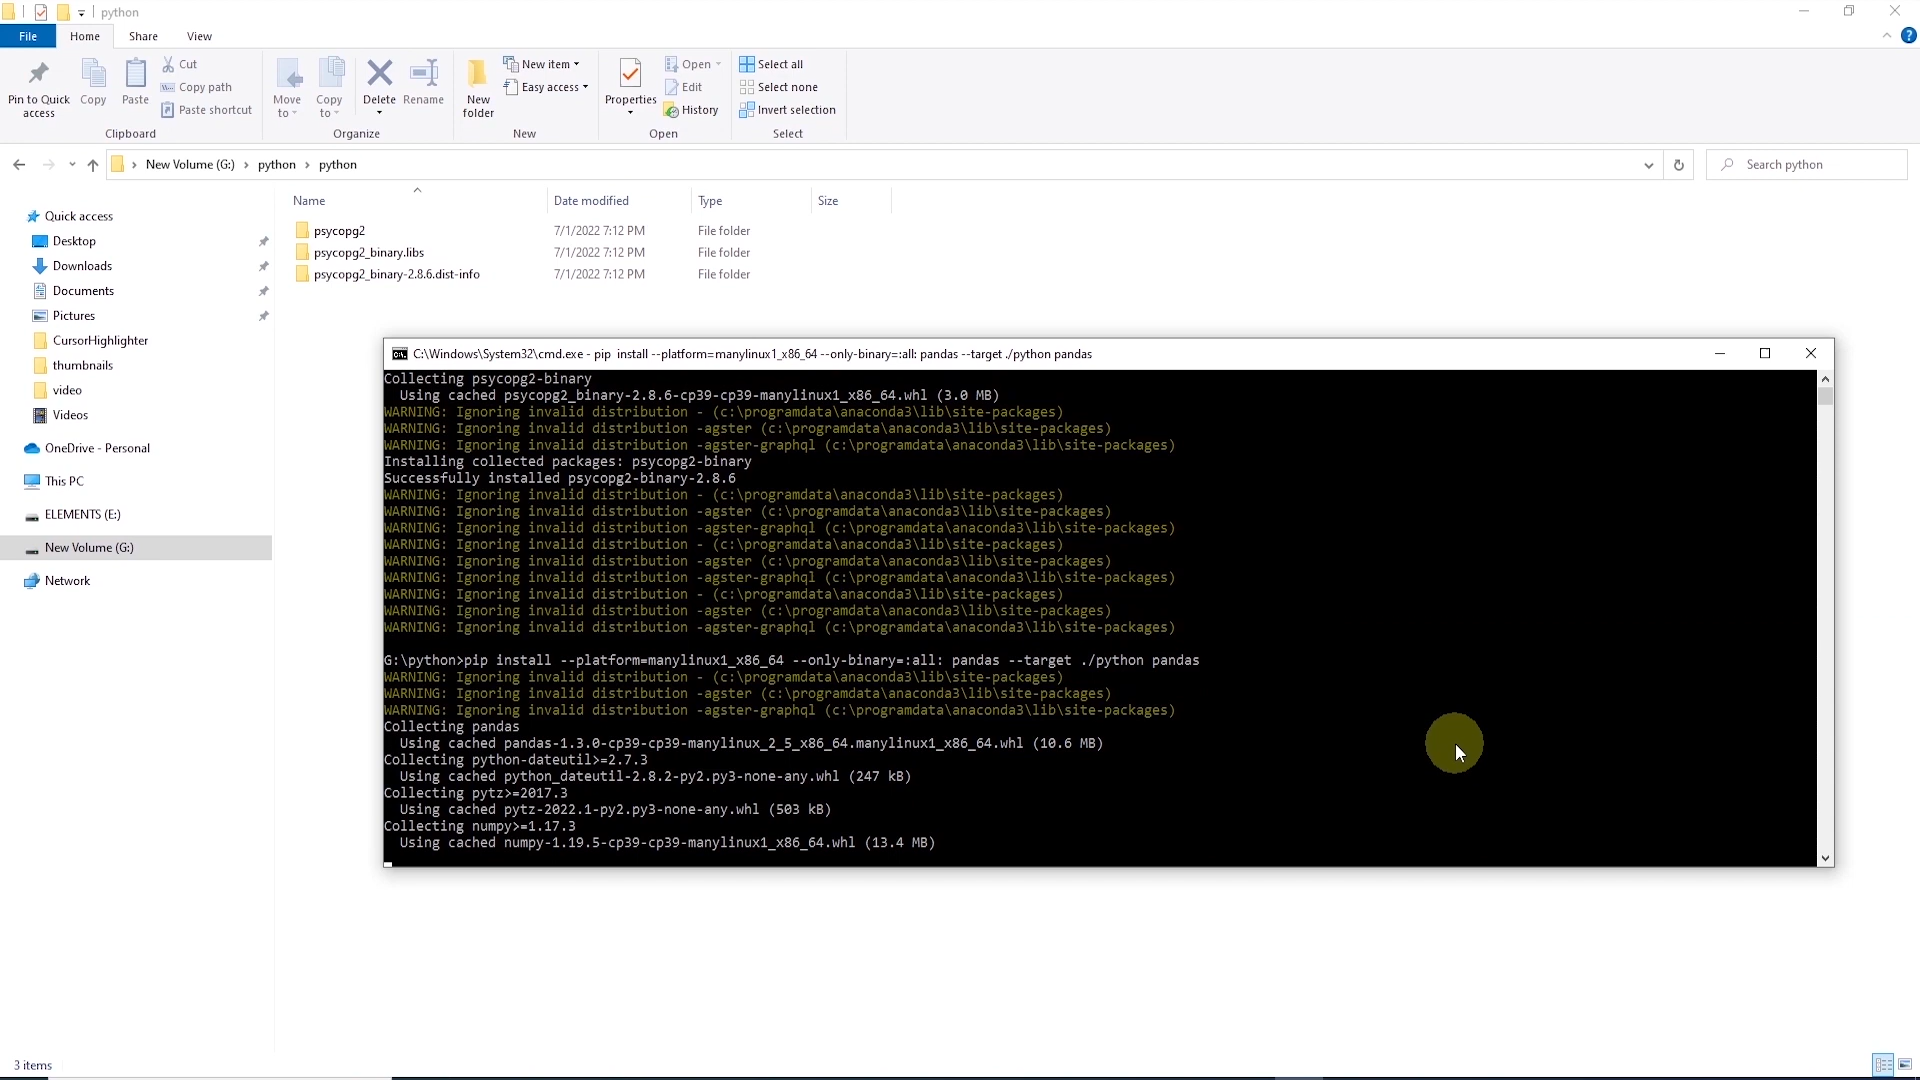 python
File
Home
Share
View
Pin to Quick access
Copy
Paste
Cut
Copy path
Paste shortcut
Clipboard
Move to
Copy to
Delete
Rename
Organize
New folder
New item
Easy access
New
Properties
Open
Edit
History
Open
Select all
Select none
Invert selection
Select
New Volume (G:) › python › python
Search python
Name
Date modified
Type
Size
psycopg2 7/1/2022 7:12 PM File folder
psycopg2_binary.libs 7/1/2022 7:12 PM File folder
psycopg2_binary-2.8.6.dist-info 7/1/2022 7:12 PM File folder
Quick access
Desktop
Downloads
Documents
Pictures
CursorHighlighter
thumbnails
video
Videos
OneDrive - Personal
This PC
ELEMENTS (E:)
New Volume (G:)
Network
C:\Windows\System32\cmd.exe - pip  install --platform=manylinux1_x86_64 --only-binary=:all: pandas --target ./python pandas
Collecting psycopg2-binary
  Using cached psycopg2_binary-2.8.6-cp39-cp39-manylinux1_x86_64.whl (3.0 MB)
WARNING: Ignoring invalid distribution - (c:\programdata\anaconda3\lib\site-packages)
WARNING: Ignoring invalid distribution -agster (c:\programdata\anaconda3\lib\site-packages)
WARNING: Ignoring invalid distribution -agster-graphql (c:\programdata\anaconda3\lib\site-packages)
Installing collected packages: psycopg2-binary
Successfully installed psycopg2-binary-2.8.6
WARNING: Ignoring invalid distribution - (c:\programdata\anaconda3\lib\site-packages)
WARNING: Ignoring invalid distribution -agster (c:\programdata\anaconda3\lib\site-packages)
WARNING: Ignoring invalid distribution -agster-graphql (c:\programdata\anaconda3\lib\site-packages)
WARNING: Ignoring invalid distribution - (c:\programdata\anaconda3\lib\site-packages)
WARNING: Ignoring invalid distribution -agster (c:\programdata\anaconda3\lib\site-packages)
WARNING: Ignoring invalid distribution -agster-graphql (c:\programdata\anaconda3\lib\site-packages)
WARNING: Ignoring invalid distribution - (c:\programdata\anaconda3\lib\site-packages)
WARNING: Ignoring invalid distribution -agster (c:\programdata\anaconda3\lib\site-packages)
WARNING: Ignoring invalid distribution -agster-graphql (c:\programdata\anaconda3\lib\site-packages)
G:\python>pip install --platform=manylinux1_x86_64 --only-binary=:all: pandas --target ./python pandas
WARNING: Ignoring invalid distribution - (c:\programdata\anaconda3\lib\site-packages)
WARNING: Ignoring invalid distribution -agster (c:\programdata\anaconda3\lib\site-packages)
WARNING: Ignoring invalid distribution -agster-graphql (c:\programdata\anaconda3\lib\site-packages)
Collecting pandas
  Using cached pandas-1.3.0-cp39-cp39-manylinux_2_5_x86_64.manylinux1_x86_64.whl (10.6 MB)
Collecting python-dateutil>=2.7.3
  Using cached python_dateutil-2.8.2-py2.py3-none-any.whl (247 kB)
Collecting pytz>=2017.3
  Using cached pytz-2022.1-py2.py3-none-any.whl (503 kB)
Collecting numpy>=1.17.3
  Using cached numpy-1.19.5-cp39-cp39-manylinux1_x86_64.whl (13.4 MB)
3 items